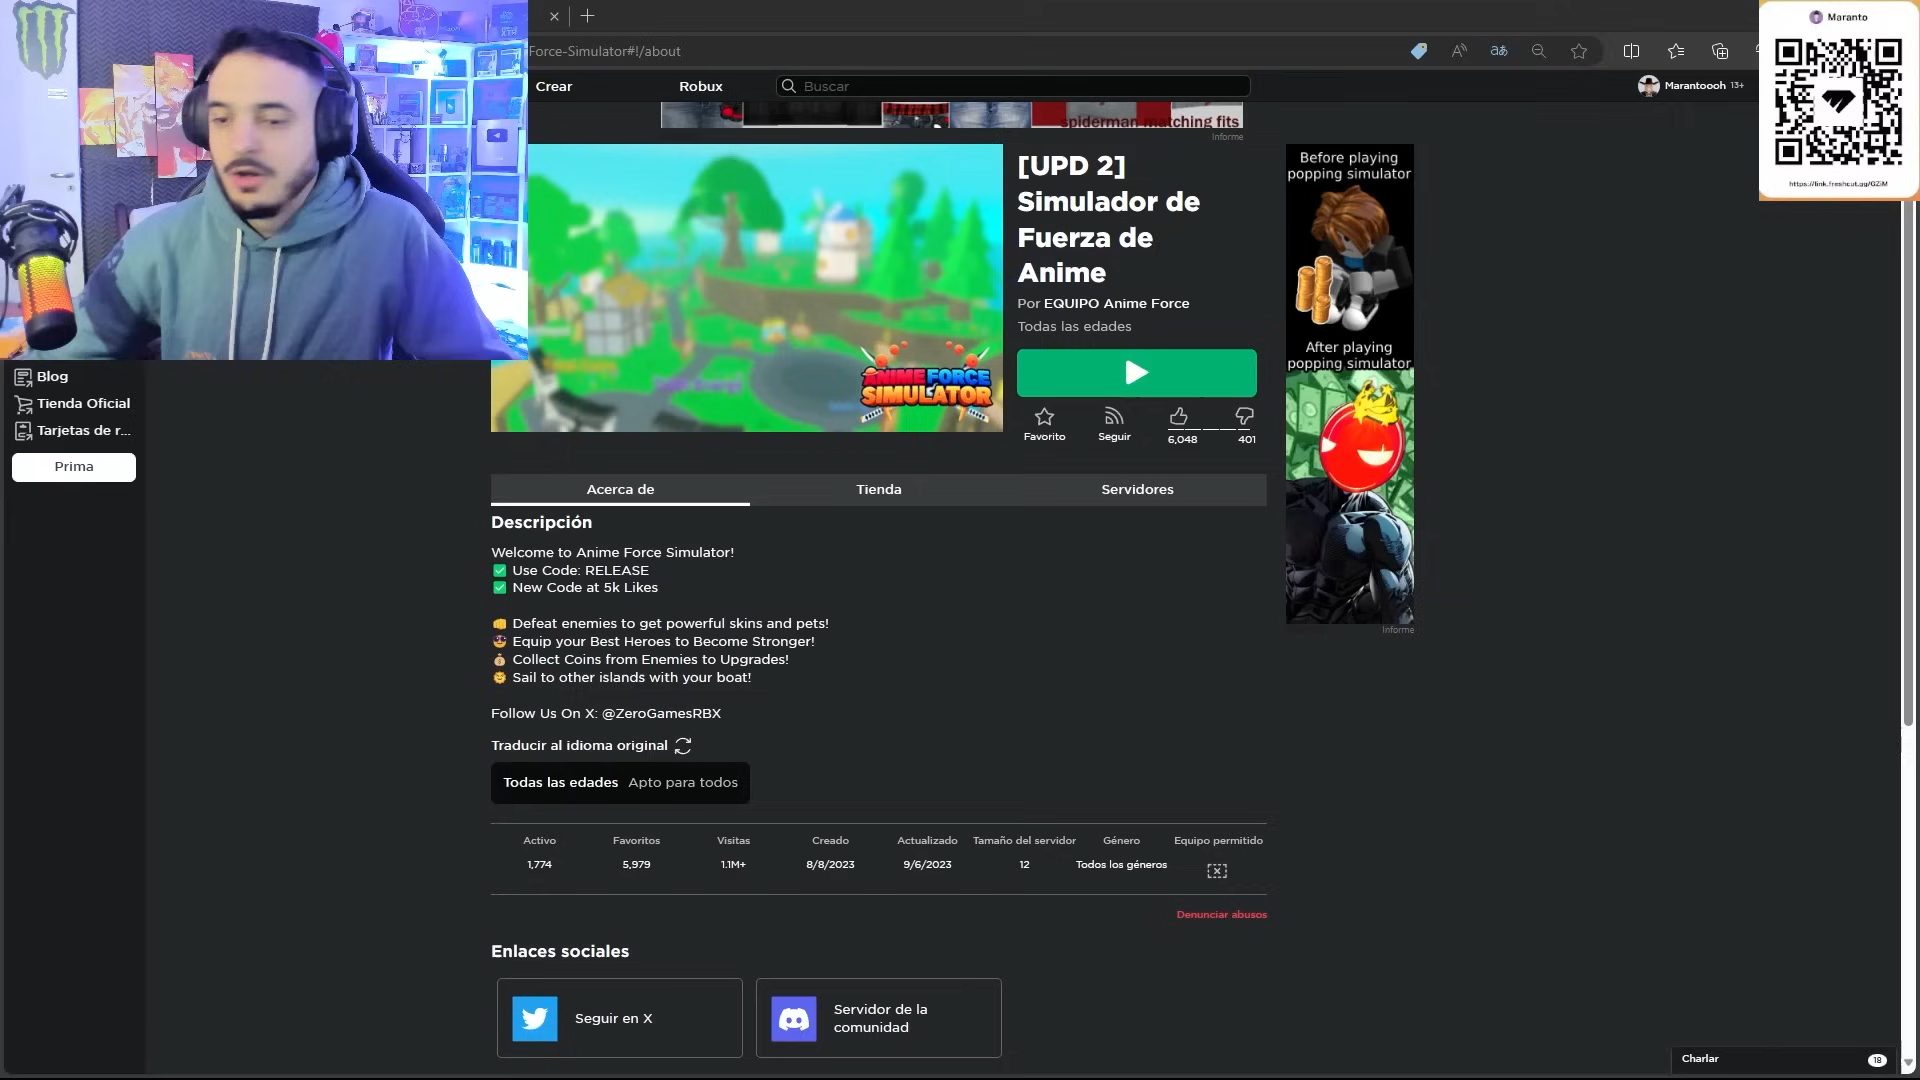 Force-Simulator#!/about
Crear
Robux
Buscar
Marantoooh 13+
Maranto
https://link.freshcut.gg/GZiM
spiderman matching fits
Informe
[UPD 2]
Simulador de
Fuerza de
Anime
Por EQUIPO Anime Force
Todas las edades
Favorito
Seguir
6,048
401
ANIME FORCE
SIMULATOR
Before playing
popping simulator
After playing
popping simulator
Informe
Blog
Tienda Oficial
Tarjetas de r...
Prima
Acerca de
Tienda
Servidores
Descripción
Welcome to Anime Force Simulator!
✅ Use Code: RELEASE
✅ New Code at 5k Likes
👊 Defeat enemies to get powerful skins and pets!
🤠 Equip your Best Heroes to Become Stronger!
💰 Collect Coins from Enemies to Upgrades!
🌞 Sail to other islands with your boat!
Follow Us On X: @ZeroGamesRBX
Traducir al idioma original
Todas las edades Apto para todos
Activo Favoritos Visitas Creado Actualizado Tamaño del servidor Género Equipo permitido
1,774 5,979 1.1M+ 8/8/2023 9/6/2023 12 Todos los géneros
Denunciar abusos
Enlaces sociales
Seguir en X
Servidor de la
comunidad
Charlar
18